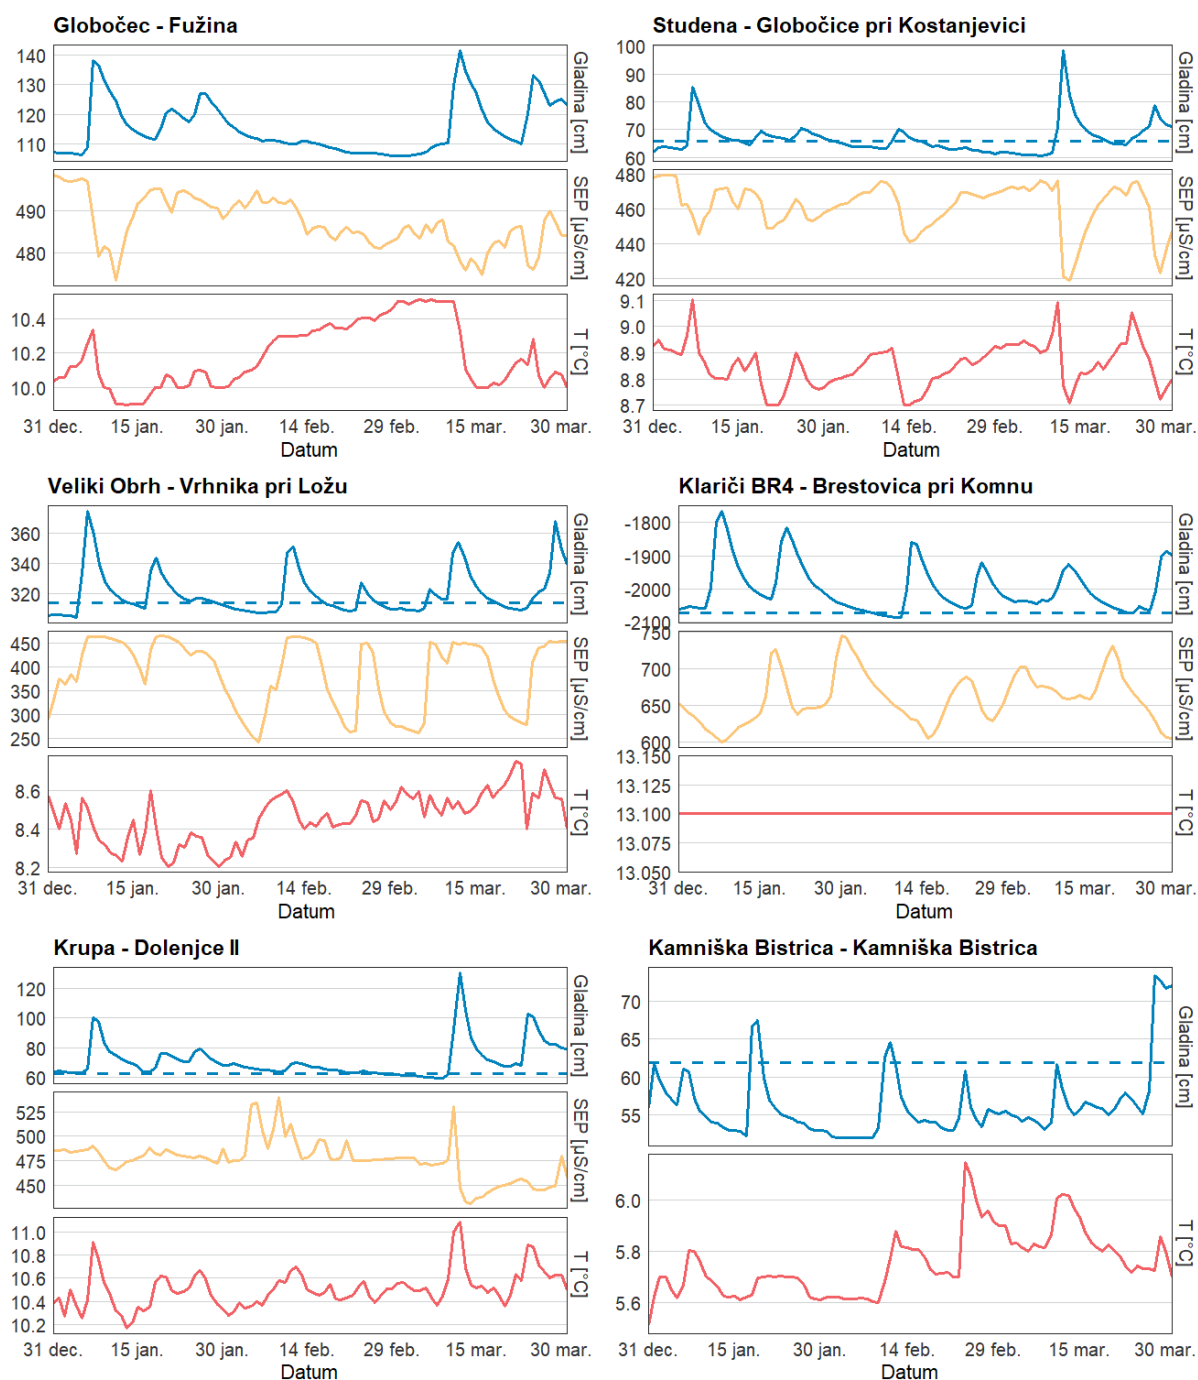 Globočec - Fužina
140
130
120
110
Gladina [cm]
490
480
SEP [µS/cm]
10.4
10.2
10.0
T [°C]
31 dec. 15 jan. 30 jan. 14 feb. 29 feb. 15 mar. 30 mar.
Datum
Studena - Globočice pri Kostanjevici
100
90
80
70
60
Gladina [cm]
480
460
440
420
SEP [µS/cm]
9.1
9.0
8.9
8.8
8.7
T [°C]
31 dec. 15 jan. 30 jan. 14 feb. 29 feb. 15 mar. 30 mar.
Datum
Veliki Obrh - Vrhnika pri Ložu
360
340
320
Gladina [cm]
450
400
350
300
250
SEP [µS/cm]
8.6
8.4
8.2
T [°C]
31 dec. 15 jan. 30 jan. 14 feb. 29 feb. 15 mar. 30 mar.
Datum
Klariči BR4 - Brestovica pri Komnu
-1800
-1900
-2000
-2100
Gladina [cm]
750
700
650
600
SEP [µS/cm]
13.150
13.125
13.100
13.075
13.050
T [°C]
31 dec. 15 jan. 30 jan. 14 feb. 29 feb. 15 mar. 30 mar.
Datum
Krupa - Dolenjce II
120
100
80
60
Gladina [cm]
525
500
475
450
SEP [µS/cm]
11.0
10.8
10.6
10.4
10.2
T [°C]
31 dec. 15 jan. 30 jan. 14 feb. 29 feb. 15 mar. 30 mar.
Datum
Kamniška Bistrica - Kamniška Bistrica
70
65
60
55
Gladina [cm]
6.0
5.8
5.6
T [°C]
31 dec. 15 jan. 30 jan. 14 feb. 29 feb. 15 mar. 30 mar.
Datum